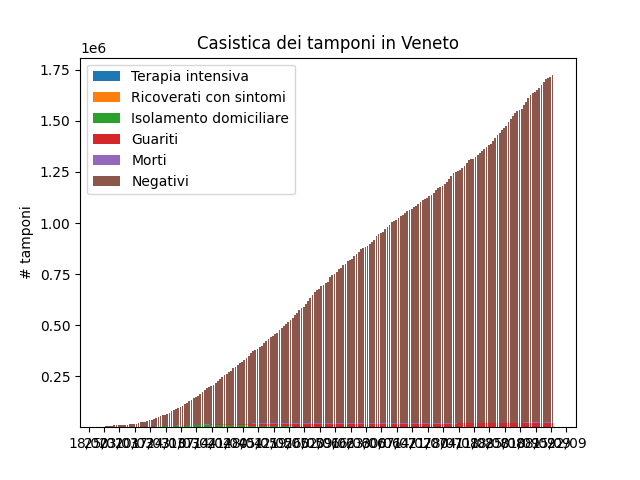 Casistica dei tamponi in Veneto
1e6
1.75
1.50
1.25
1.00
0.75
0.50
0.25
# tamponi
Terapia intensiva
Ricoverati con sintomi
Isolamento domiciliare
Guariti
Morti
Negativi